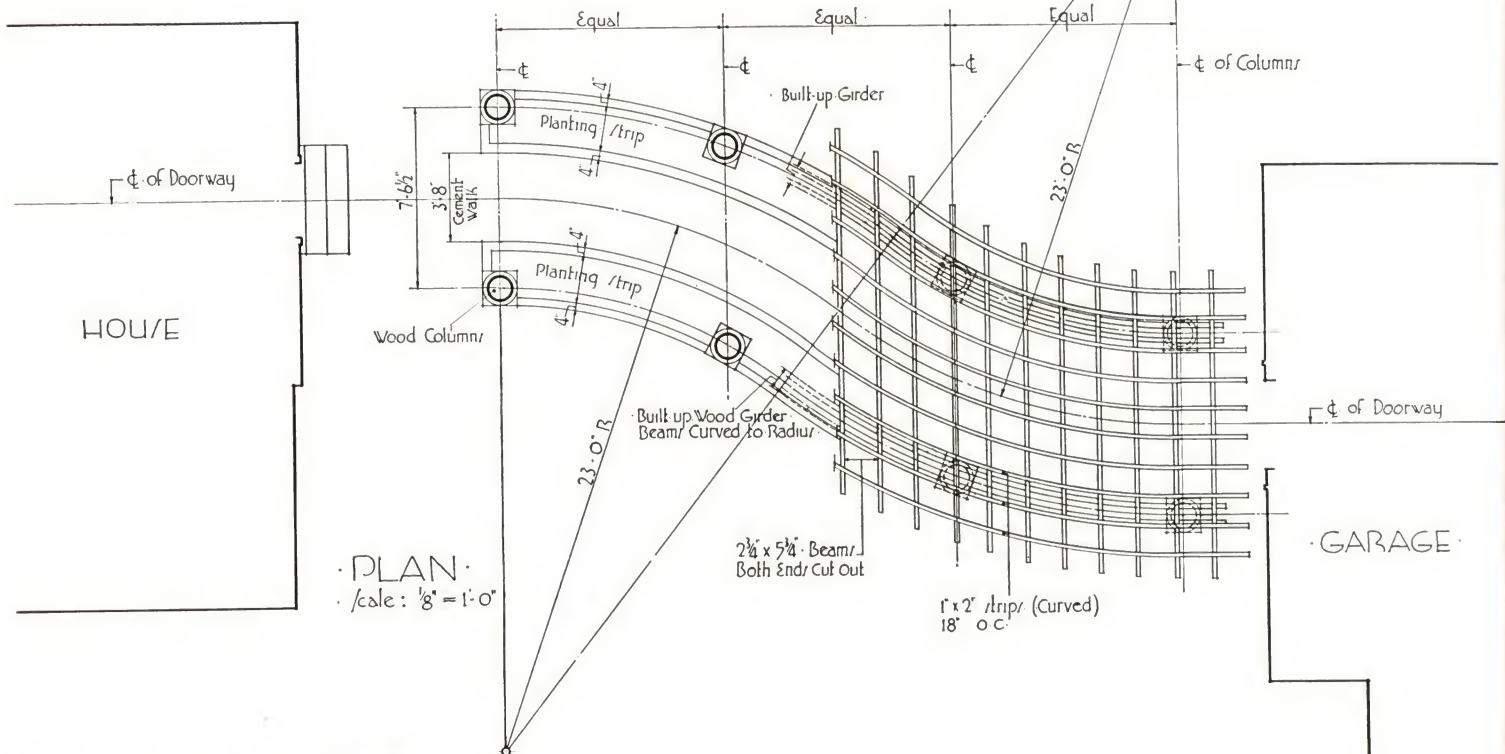 Equal
Equal
Equal
℄
℄
℄
℄ of Columns
Built-up Girder
4"
Planting Strip
4"
℄ of Doorway
7'-6½"
3'-8"
Cement
Walk
23'-0" R
4"
Planting Strip
4"
HOUSE
Wood Columns
Built up Wood Girder
Beams Curved to Radius
23'-0" R
℄ of Doorway
2¾" x 5¾" Beams
Both Ends Cut Out
GARAGE
PLAN
Scale: ⅛" = 1'-0"
1" x 2" Strips (Curved)
18" O.C.